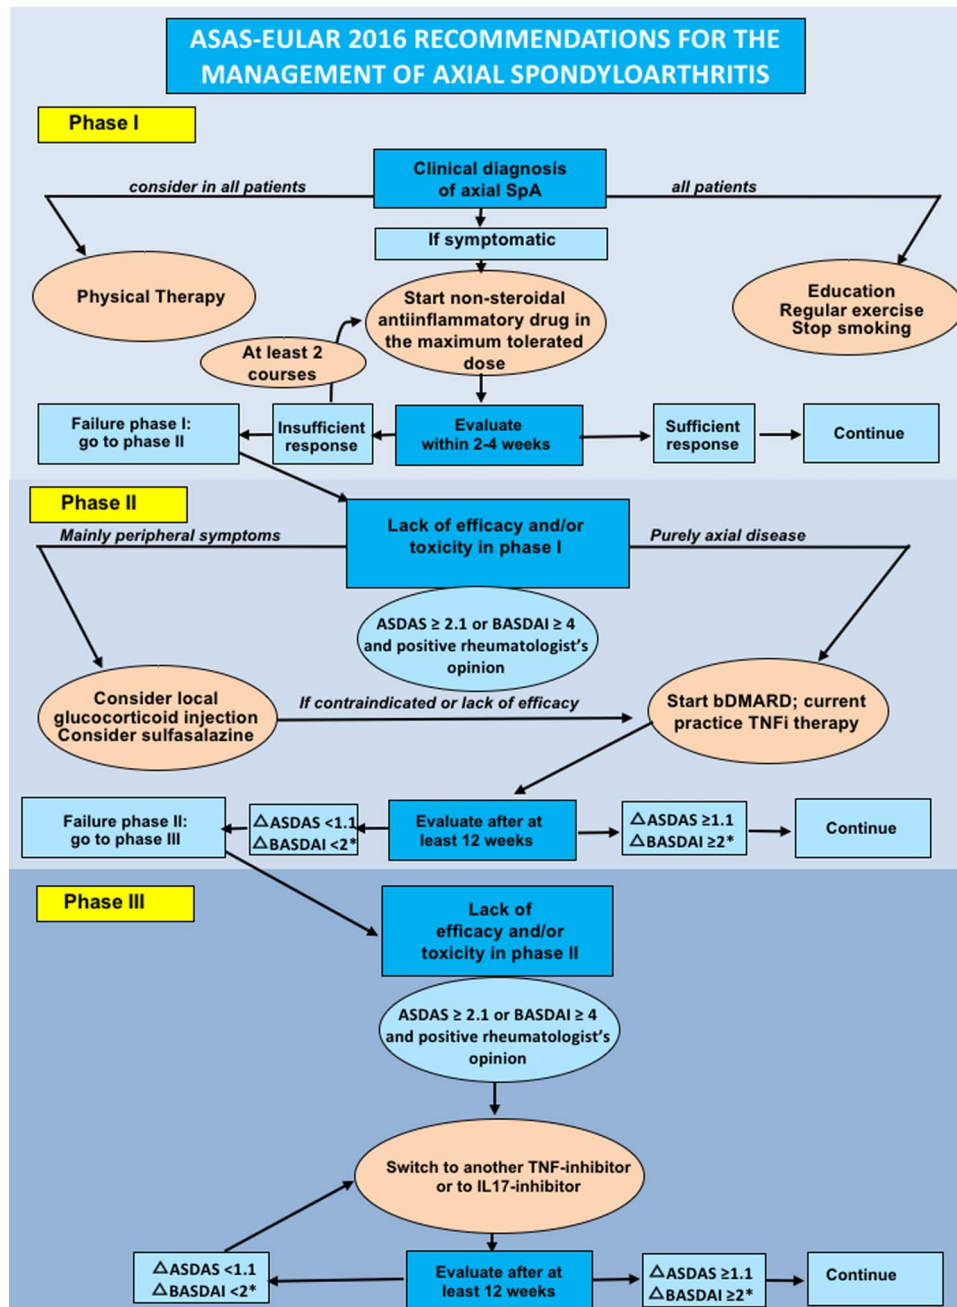 ASAS-EULAR 2016 RECOMMENDATIONS FOR THE
MANAGEMENT OF AXIAL SPONDYLOARTHRITIS
Phase I
Clinical diagnosis
of axial SpA
consider in all patients
all patients
If symptomatic
Physical Therapy
Start non-steroidal
antiinflammatory drug in
the maximum tolerated
dose
Education
Regular exercise
Stop smoking
At least 2
courses
Failure phase I:
go to phase II
Insufficient
response
Evaluate
within 2-4 weeks
Sufficient
response
Continue
Phase II
Mainly peripheral symptoms
Lack of efficacy and/or
toxicity in phase I
Purely axial disease
ASDAS ≥ 2.1 or BASDAI ≥ 4
and positive rheumatologist's
opinion
Consider local
glucocorticoid injection
Consider sulfasalazine
If contraindicated or lack of efficacy
Start bDMARD; current
practice TNFi therapy
Failure phase II:
go to phase III
△ASDAS <1.1
△BASDAI <2*
Evaluate after at
least 12 weeks
△ASDAS ≥1.1
△BASDAI ≥2*
Continue
Phase III
Lack of
efficacy and/or
toxicity in phase II
ASDAS ≥ 2.1 or BASDAI ≥ 4
and positive rheumatologist's
opinion
Switch to another TNF-inhibitor
or to IL17-inhibitor
△ASDAS <1.1
△BASDAI <2*
Evaluate after at
least 12 weeks
△ASDAS ≥1.1
△BASDAI ≥2*
Continue